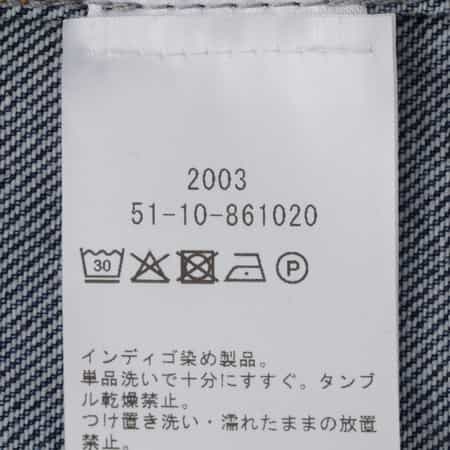 2003
51-10-861020
30 P
インディゴ染め製品。
単品洗いで十分にすすぐ。タンブ
ル乾燥禁止。
つけ置き洗い・濡れたままの放置
禁止。